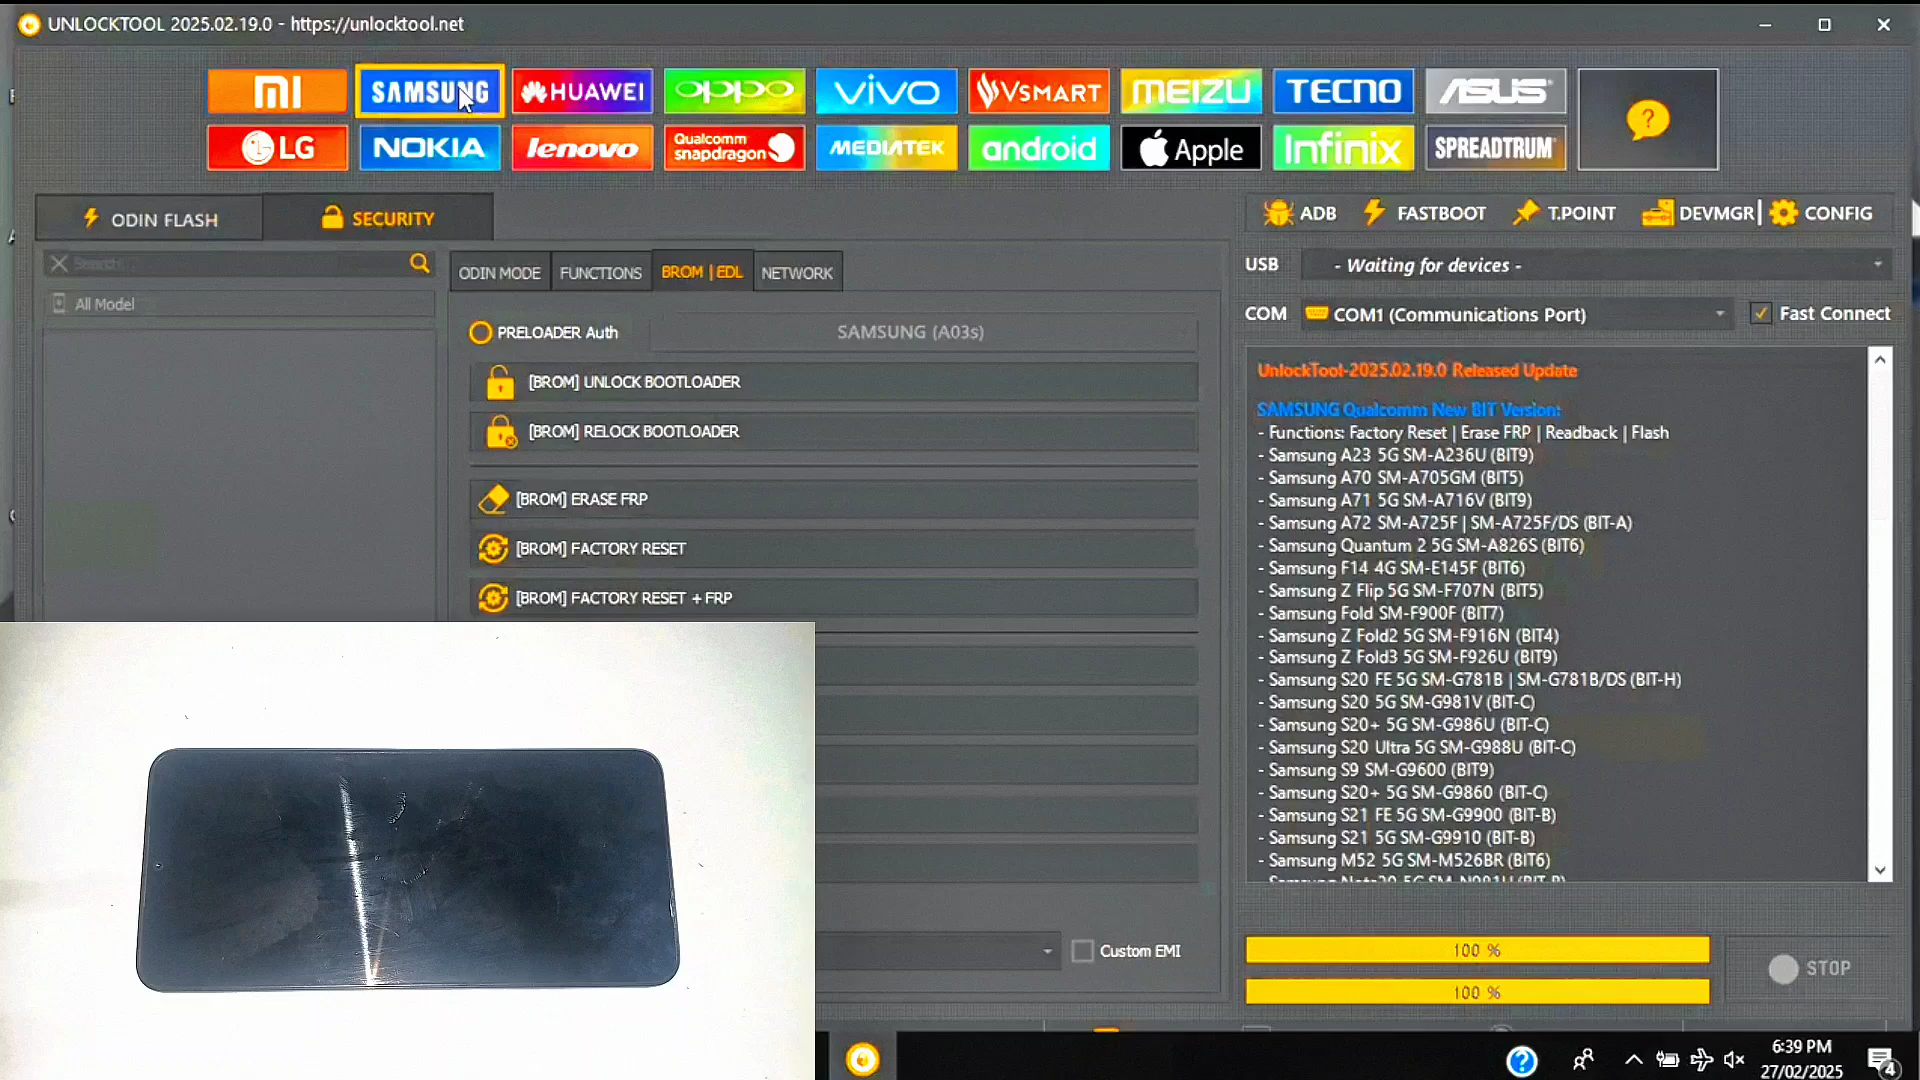 UNLOCKTOOL 2025.02.19.0 - https://unlocktool.net
MI SAMSUNG HUAWEI oppo vivo VSMART MEIZU TECNO ASUS
LG NOKIA lenovo Qualcomm snapdragon MEDIATEK android Apple Infinix SPREADTRUM
?
ODIN FLASH
SECURITY
ADB FASTBOOT T.POINT DEVMGR CONFIG
Search
All Model
ODIN MODE FUNCTIONS BROM | EDL NETWORK
USB - Waiting for devices -
COM COM1 (Communications Port) Fast Connect
PRELOADER Auth SAMSUNG (A03s)
[BROM] UNLOCK BOOTLOADER
[BROM] RELOCK BOOTLOADER
[BROM] ERASE FRP
[BROM] FACTORY RESET
[BROM] FACTORY RESET + FRP
UnlockTool-2025.02.19.0 Released Update
SAMSUNG Qualcomm New BIT Version:
- Functions: Factory Reset | Erase FRP | Readback | Flash
- Samsung A23 5G SM-A236U (BIT9)
- Samsung A70 SM-A705GM (BIT5)
- Samsung A71 5G SM-A716V (BIT9)
- Samsung A72 SM-A725F | SM-A725F/DS (BIT-A)
- Samsung Quantum 2 5G SM-A826S (BIT6)
- Samsung F14 4G SM-E145F (BIT6)
- Samsung Z Flip 5G SM-F707N (BIT5)
- Samsung Fold SM-F900F (BIT7)
- Samsung Z Fold2 5G SM-F916N (BIT4)
- Samsung Z Fold3 5G SM-F926U (BIT9)
- Samsung S20 FE 5G SM-G781B | SM-G781B/DS (BIT-H)
- Samsung S20 5G SM-G981V (BIT-C)
- Samsung S20+ 5G SM-G986U (BIT-C)
- Samsung S20 Ultra 5G SM-G988U (BIT-C)
- Samsung S9 SM-G9600 (BIT9)
- Samsung S20+ 5G SM-G9860 (BIT-C)
- Samsung S21 FE 5G SM-G9900 (BIT-B)
- Samsung S21 5G SM-G9910 (BIT-B)
- Samsung M52 5G SM-M526BR (BIT6)
- Samsung Note20 5G SM-N981U (BIT-B)
Custom EMI
100 %
100 %
STOP
6:39 PM
27/02/2025
4